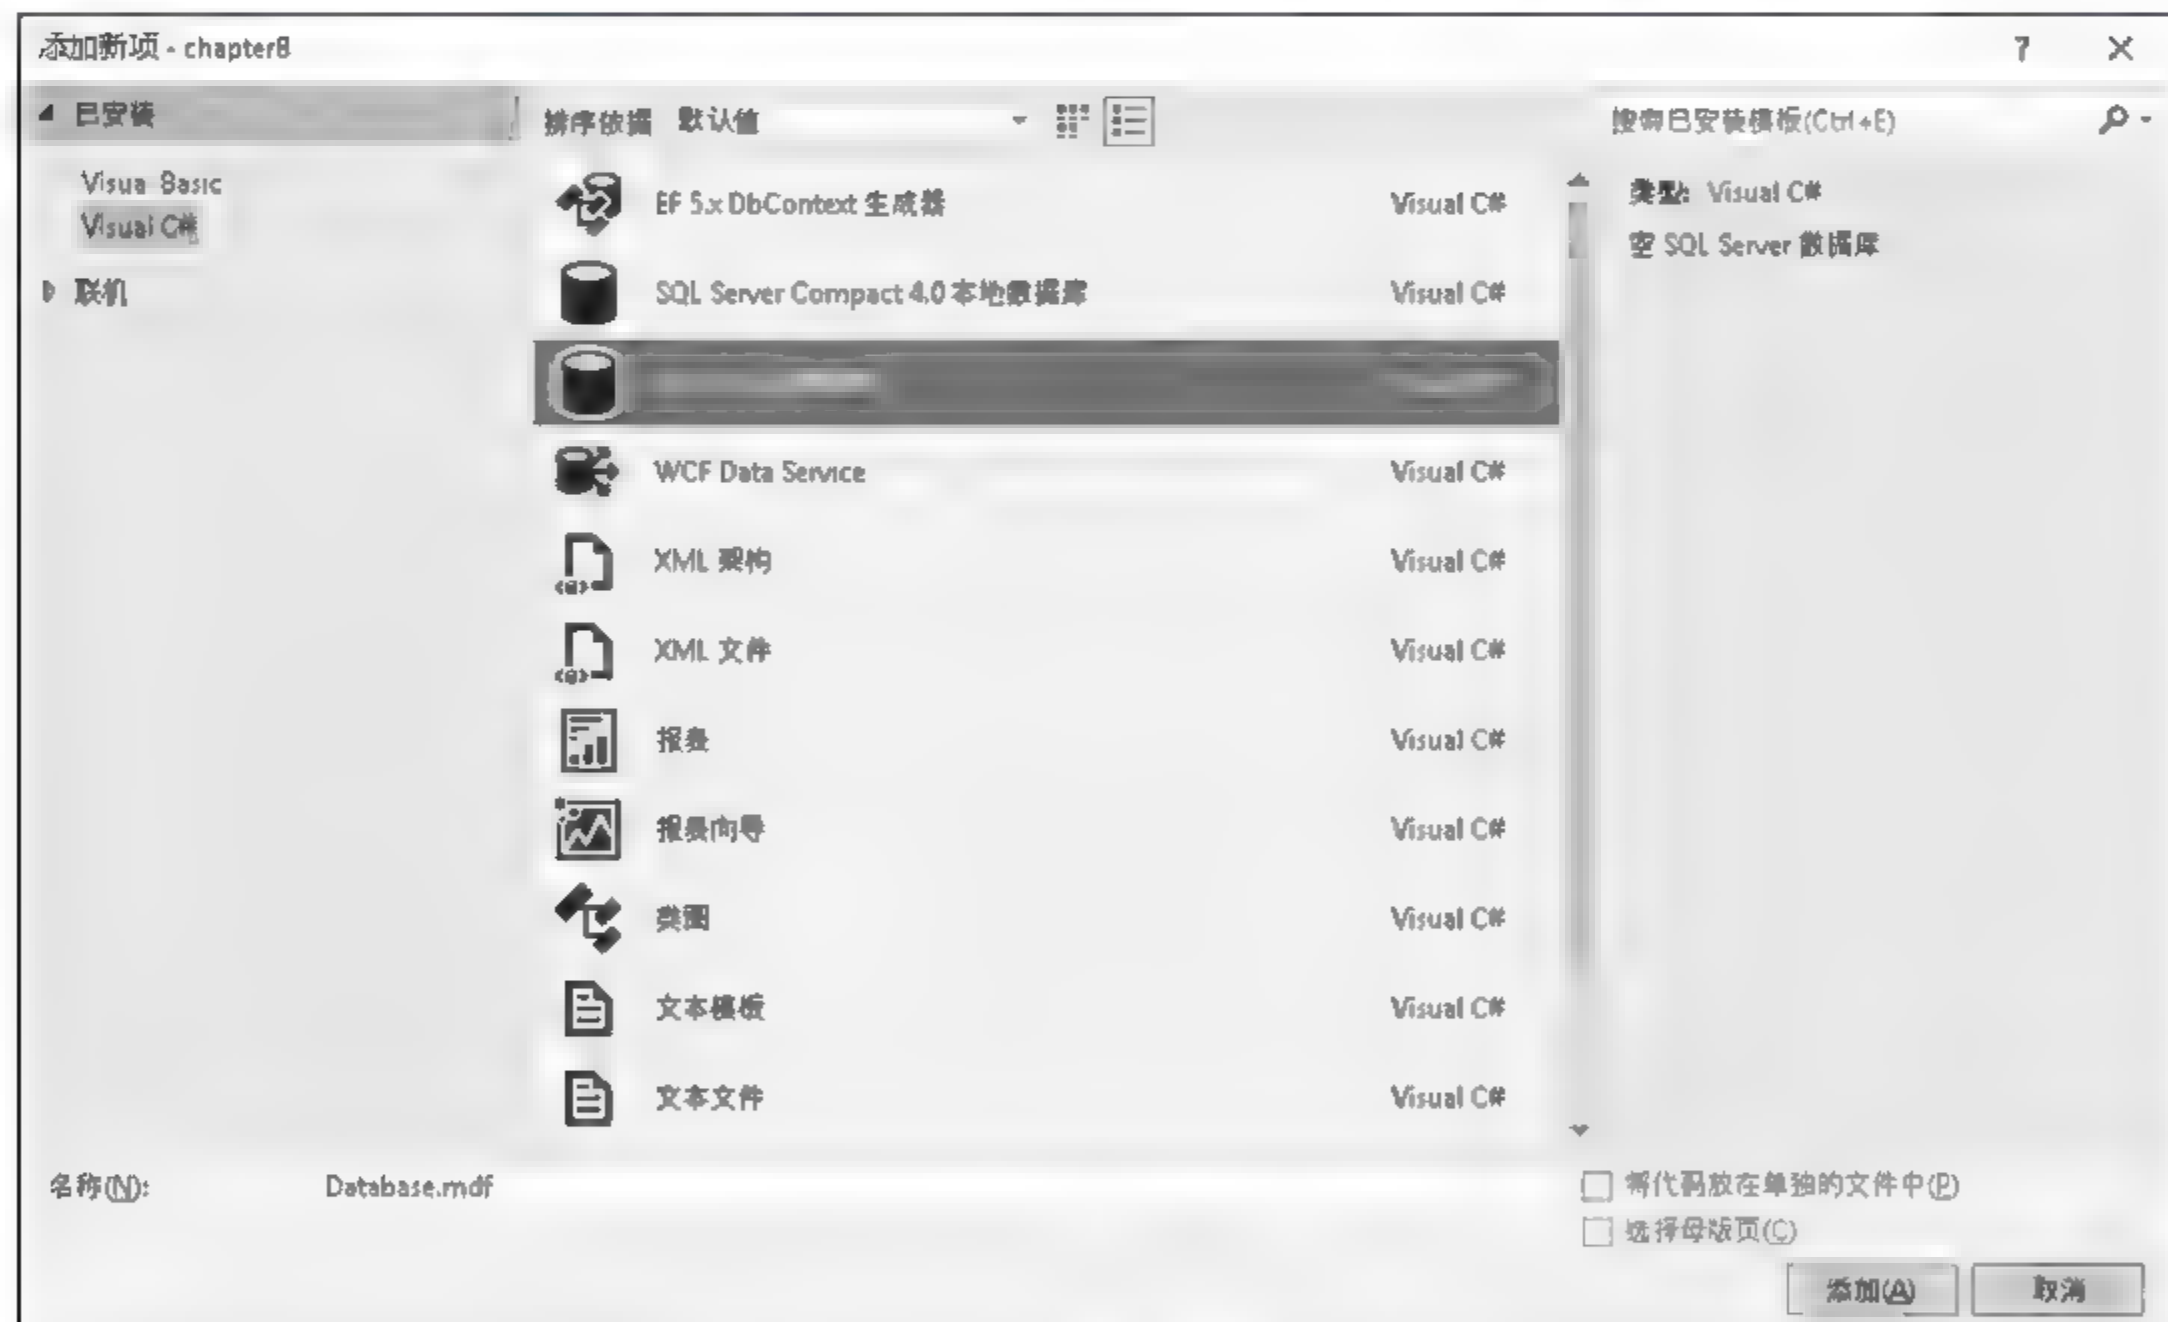 添加新项 - chapter8
? ×
已安装
Visual Basic
Visual C#
联机
排序依据 默认值
EF 5.x DbContext 生成器 Visual C#
SQL Server Compact 4.0 本地数据库 Visual C#
WCF Data Service Visual C#
XML 架构 Visual C#
XML 文件 Visual C#
报表 Visual C#
报表向导 Visual C#
类图 Visual C#
文本模板 Visual C#
文本文件 Visual C#
搜索已安装模板(Ctrl+E)
类型: Visual C#
空 SQL Server 数据库
名称(N): Database.mdf
将代码放在单独的文件中(P)
选择母版页(C)
添加(A) 取消